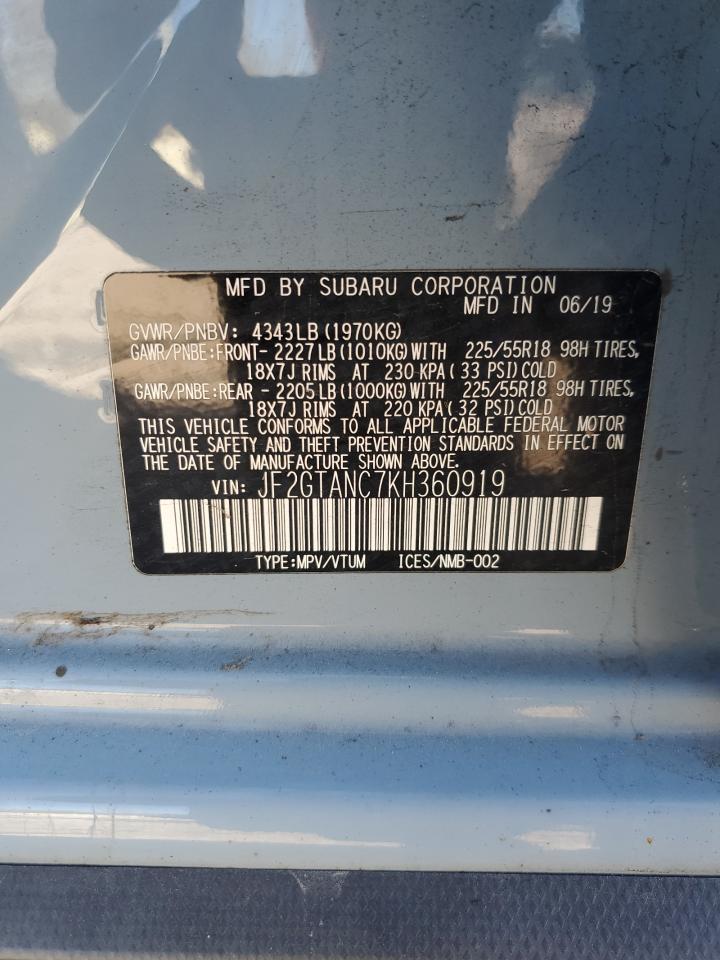 MFD BY SUBARU CORPORATION
MFD IN 06/19
GVWR/PNBV: 4343LB (1970KG)
GAWR/PNBE:FRONT- 2227LB (1010KG) WITH 225/55R18 98H TIRES,
18X7J RIMS AT 230 KPA ( 33 PSI) COLD
GAWR/PNBE:REAR - 2205LB (1000KG) WITH 225/55R18 98H TIRES,
18X7J RIMS AT 220 KPA ( 32 PSI) COLD
THIS VEHICLE CONFORMS TO ALL APPLICABLE FEDERAL MOTOR
VEHICLE SAFETY AND THEFT PREVENTION STANDARDS IN EFFECT ON
THE DATE OF MANUFACTURE SHOWN ABOVE.
VIN: JF2GTANC7KH360919
TYPE:MPV/VTUM ICES/NMB-002